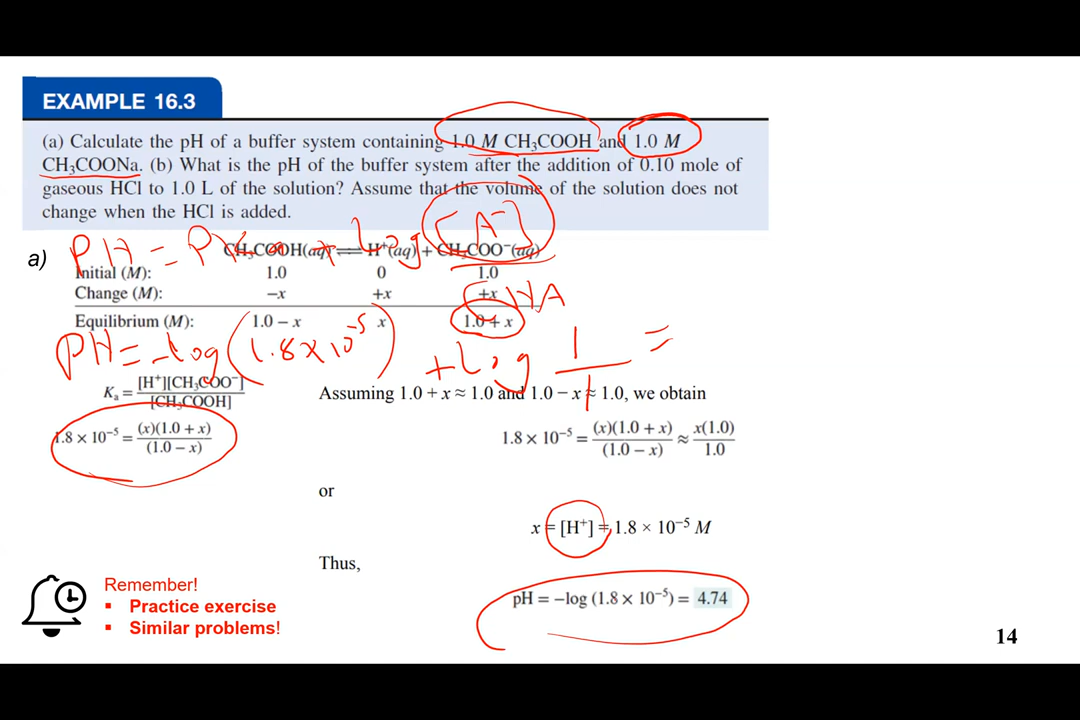 EXAMPLE 16.3
(a) Calculate the pH of a buffer system containing 1.0 M CH₃COOH and 1.0 M
CH₃COONa. (b) What is the pH of the buffer system after the addition of 0.10 mole of
gaseous HCl to 1.0 L of the solution? Assume that the volume of the solution does not
change when the HCl is added.
PH = PKa + log [A⁻] / [HA
a) CH₃COOH(aq) ⇌ H⁺(aq) + CH₃COO⁻(aq)
Initial (M): 1.0 0 1.0
Change (M): −x +x +x
Equilibrium (M): 1.0 − x x 1.0 + x
PH = -log (1.8 x 10⁻⁵) + log 1/1 =
Kₐ = [H⁺][CH₃COO⁻] / [CH₃COOH]
Assuming 1.0 + x ≈ 1.0 and 1.0 − x ≈ 1.0, we obtain
1.8 × 10⁻⁵ = (x)(1.0 + x) / (1.0 − x)
1.8 × 10⁻⁵ = (x)(1.0 + x) / (1.0 − x) ≈ x(1.0) / 1.0
or
x = [H⁺] = 1.8 × 10⁻⁵ M
Thus,
pH = −log (1.8 × 10⁻⁵) = 4.74
Remember!
▪ Practice exercise
▪ Similar problems!
14